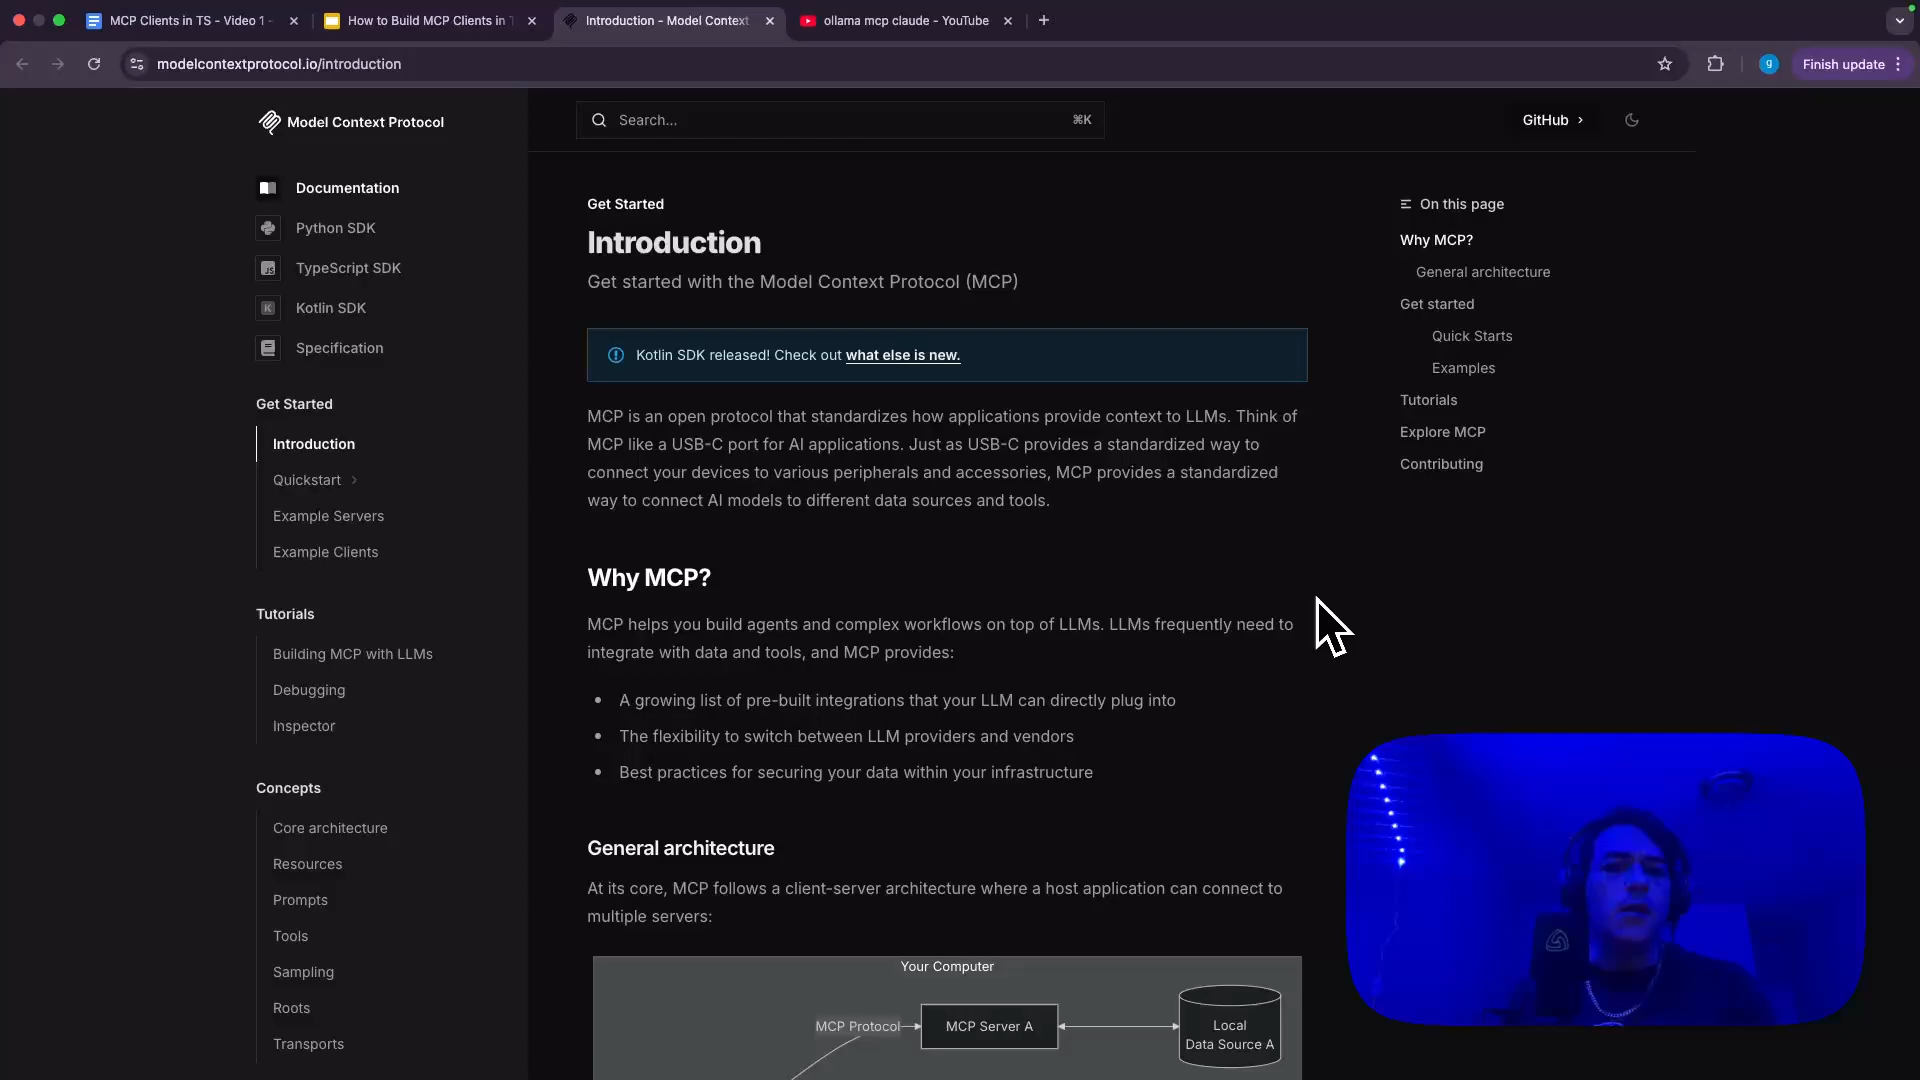 MCP Clients in TS - Video 1 -
How to Build MCP Clients in T
Introduction - Model Context
ollama mcp claude - YouTube
modelcontextprotocol.io/introduction
g
Finish update
Model Context Protocol
Search...
⌘K
GitHub
Documentation
Python SDK
TypeScript SDK
Kotlin SDK
Specification
Get Started
Introduction
Quickstart
Example Servers
Example Clients
Tutorials
Building MCP with LLMs
Debugging
Inspector
Concepts
Core architecture
Resources
Prompts
Tools
Sampling
Roots
Transports
Get Started
Introduction
Get started with the Model Context Protocol (MCP)
Kotlin SDK released! Check out what else is new.
MCP is an open protocol that standardizes how applications provide context to LLMs. Think of
MCP like a USB-C port for AI applications. Just as USB-C provides a standardized way to
connect your devices to various peripherals and accessories, MCP provides a standardized
way to connect AI models to different data sources and tools.
Why MCP?
MCP helps you build agents and complex workflows on top of LLMs. LLMs frequently need to
integrate with data and tools, and MCP provides:
• A growing list of pre-built integrations that your LLM can directly plug into
• The flexibility to switch between LLM providers and vendors
• Best practices for securing your data within your infrastructure
General architecture
At its core, MCP follows a client-server architecture where a host application can connect to
multiple servers:
Your Computer
MCP Protocol
MCP Server A
Local
Data Source A
On this page
Why MCP?
General architecture
Get started
Quick Starts
Examples
Tutorials
Explore MCP
Contributing